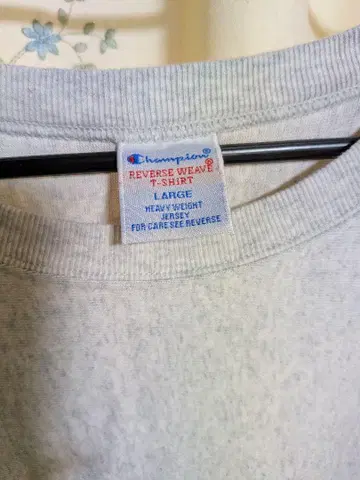 Champion®
REVERSE WEAVE®
T-SHIRT
LARGE
HEAVY WEIGHT
JERSEY
FOR CARE SEE REVERSE